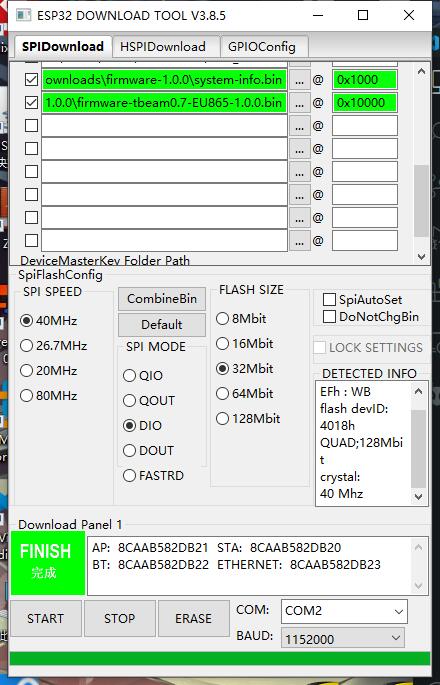 ESP32 DOWNLOAD TOOL V3.8.5
SPIDownload HSPIDownload GPIOConfig
ownloads\firmware-1.0.0\system-info.bin ... @ 0x1000
1.0.0\firmware-tbeam0.7-EU865-1.0.0.bin ... @ 0x10000
... @
... @
... @
... @
... @
... @
DeviceMasterKey Folder Path
SpiFlashConfig
SPI SPEED
40MHz
26.7MHz
20MHz
80MHz
CombineBin
Default
SPI MODE
QIO
QOUT
DIO
DOUT
FASTRD
FLASH SIZE
8Mbit
16Mbit
32Mbit
64Mbit
128Mbit
SpiAutoSet
DoNotChgBin
LOCK SETTINGS
DETECTED INFO
EFh : WB
flash devID:
4018h
QUAD;128Mbi
t
crystal:
40 Mhz
Download Panel 1
FINISH
完成
AP: 8CAAB582DB21 STA: 8CAAB582DB20
BT: 8CAAB582DB22 ETHERNET: 8CAAB582DB23
START STOP ERASE
COM: COM2
BAUD: 1152000